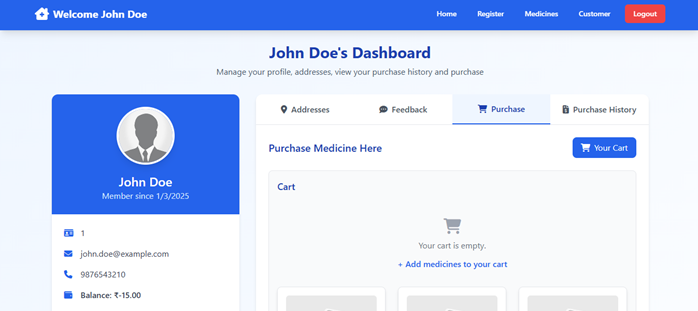 Welcome John Doe
Home Register Medicines Customer Logout
John Doe's Dashboard
Manage your profile, addresses, view your purchase history and purchase
John Doe
Member since 1/3/2025
1
john.doe@example.com
9876543210
Balance: ₹-15.00
Addresses Feedback Purchase Purchase History
Purchase Medicine Here
Your Cart
Cart
Your cart is empty.
+ Add medicines to your cart